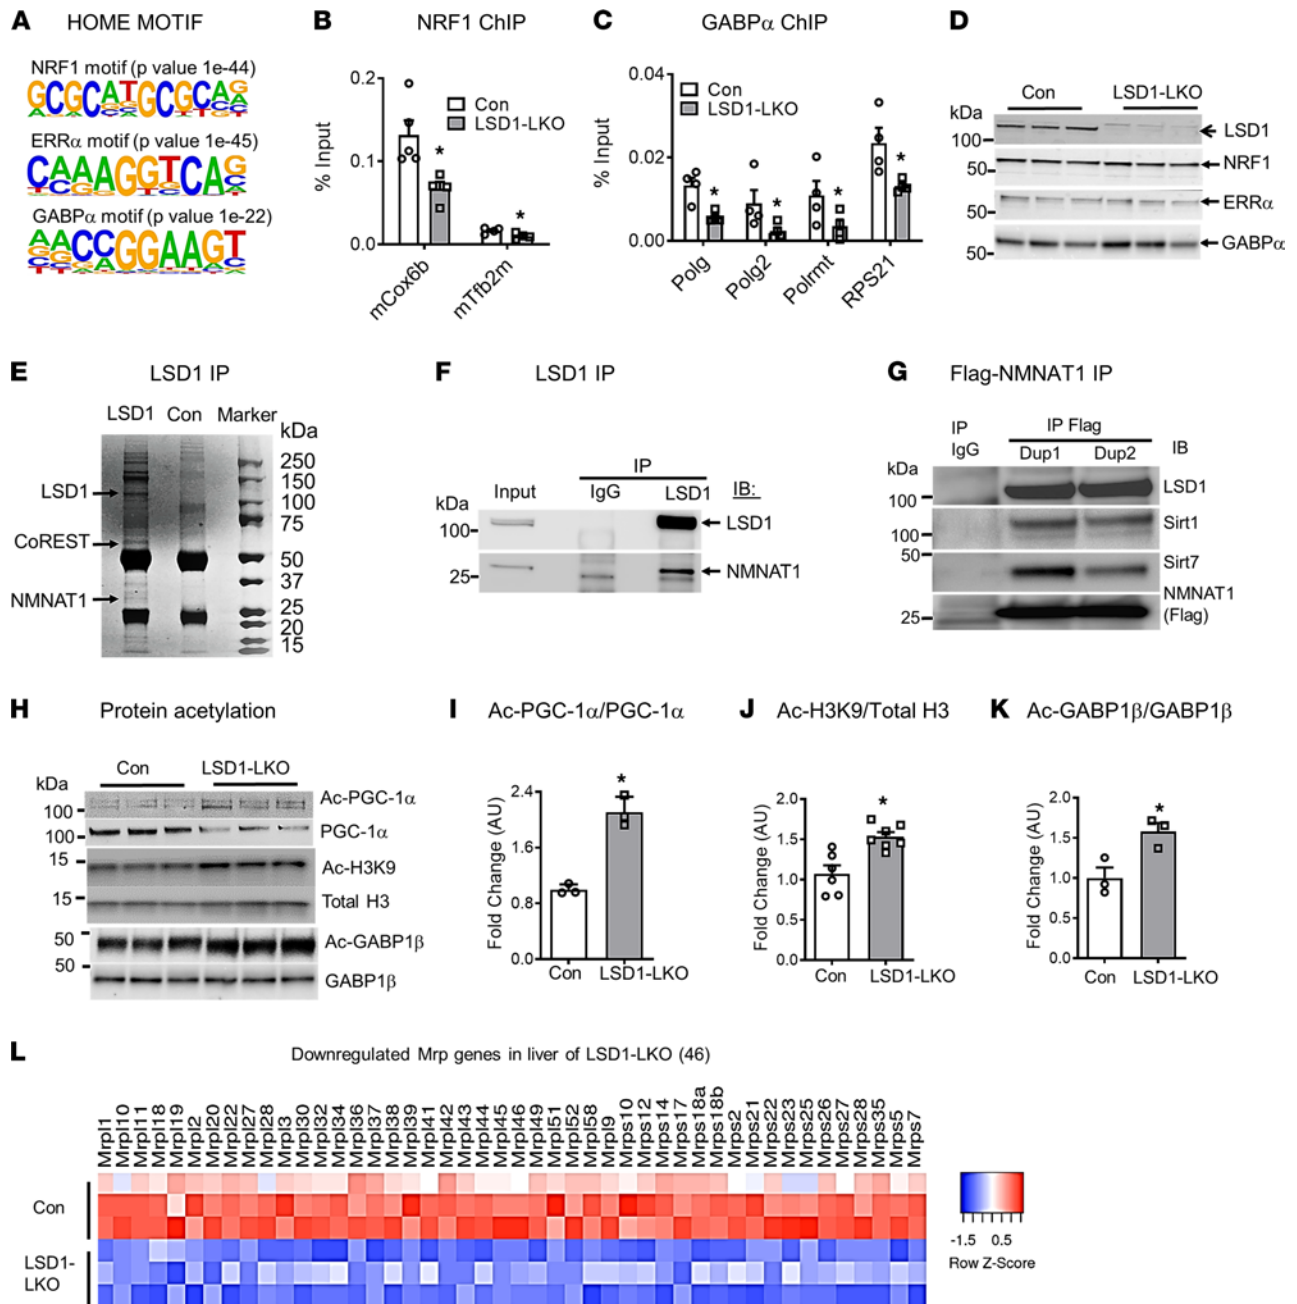 A HOME MOTIF
NRF1 motif (p value 1e-44)
ERRα motif (p value 1e-45)
GABPα motif (p value 1e-22)
B NRF1 ChIP
% Input
0.2
0.1
0.0
Con
LSD1-LKO
*
*
mCox6b
mTfb2m
C GABPα ChIP
% Input
0.04
0.02
0.00
Con
LSD1-LKO
*
*
*
*
Polg
Polg2
Polrmt
RPS21
D
Con LSD1-LKO
kDa
100
LSD1
50
NRF1
50
ERRα
50
GABPα
E LSD1 IP
LSD1 Con Marker
kDa
LSD1
CoREST
NMNAT1
250
150
100
75
50
37
25
20
15
F LSD1 IP
IP
Input IgG LSD1 IB:
kDa
100
LSD1
25
NMNAT1
G Flag-NMNAT1 IP
IP
IgG
IP Flag
Dup1 Dup2
IB
kDa
100
LSD1
100
Sirt1
50
Sirt7
25
NMNAT1
(Flag)
H Protein acetylation
Con LSD1-LKO
kDa
100
Ac-PGC-1α
100
PGC-1α
15
Ac-H3K9
15
Total H3
50
Ac-GABP1β
50
GABP1β
I Ac-PGC-1α/PGC-1α
Fold Change (AU)
2.4
1.6
0.8
0.0
*
Con LSD1-LKO
J Ac-H3K9/Total H3
Fold Change (AU)
2.0
1.5
1.0
0.5
0.0
*
Con LSD1-LKO
K Ac-GABP1β/GABP1β
Fold Change (AU)
2.0
1.5
1.0
0.5
0.0
*
Con LSD1-LKO
L Downregulated Mrp genes in liver of LSD1-LKO (46)
Mrpl1
Mrpl10
Mrpl11
Mrpl18
Mrpl19
Mrpl2
Mrpl20
Mrpl22
Mrpl27
Mrpl28
Mrpl3
Mrpl30
Mrpl32
Mrpl34
Mrpl36
Mrpl37
Mrpl38
Mrpl39
Mrpl41
Mrpl42
Mrpl43
Mrpl44
Mrpl45
Mrpl46
Mrpl49
Mrpl51
Mrpl52
Mrpl58
Mrpl9
Mrps10
Mrps12
Mrps14
Mrps17
Mrps18a
Mrps18b
Mrps2
Mrps21
Mrps22
Mrps23
Mrps25
Mrps26
Mrps27
Mrps28
Mrps35
Mrps5
Mrps7
Con
LSD1-
LKO
-1.5 0.5
Row Z-Score